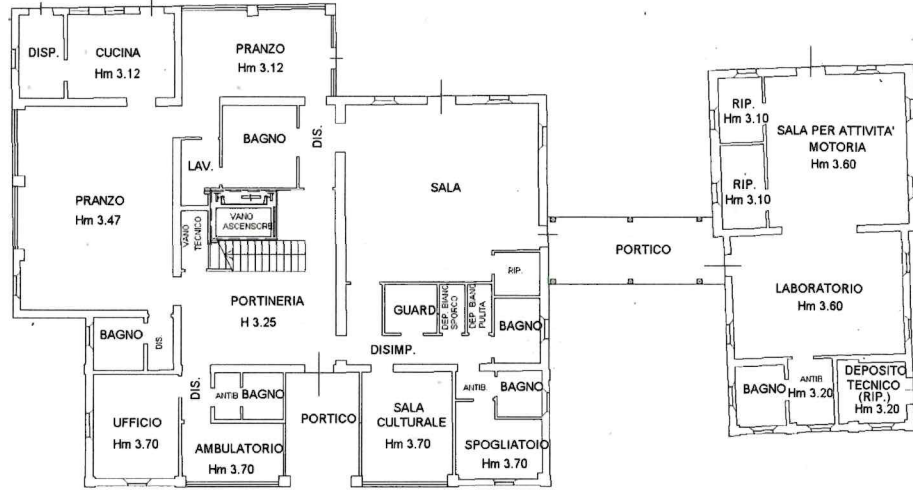 DISP.
CUCINA
Hm 3.12
PRANZO
Hm 3.12
BAGNO
DIS.
LAV.
PRANZO
Hm 3.47
VANO
TECNICO
VANO
ASCENSORE
SALA
PORTINERIA
H 3.25
BAGNO
DIS.
GUARD.
DEP. BIANC.
SPORCO
DEP. BIANC.
PULITA
RIP.
BAGNO
DISIMP.
DIS.
ANTIB.
BAGNO
UFFICIO
Hm 3.70
AMBULATORIO
Hm 3.70
PORTICO
SALA
CULTURALE
Hm 3.70
ANTIB.
BAGNO
SPOGLIATOIO
Hm 3.70
PORTICO
RIP.
Hm 3.10
RIP.
Hm 3.10
SALA PER ATTIVITA'
MOTORIA
Hm 3.60
LABORATORIO
Hm 3.60
BAGNO
ANTIB
Hm 3.20
DEPOSITO
TECNICO
(RIP.)
Hm 3.20